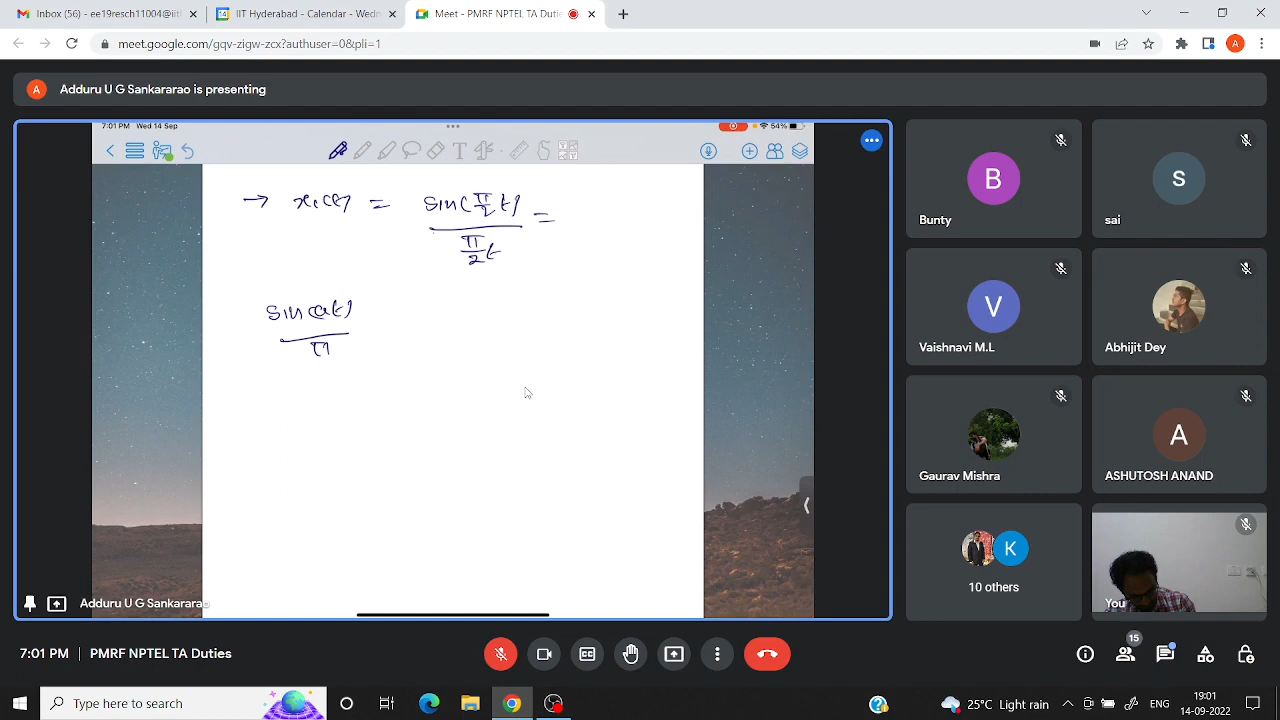 Inbox (56) - ee19resch11004@iit
IIT Hyderabad - Calendar - Wedn
Meet - PMRF NPTEL TA Duties
meet.google.com/gqv-zigw-zcx?authuser=0&pli=1
A
A
Adduru U G Sankararao is presenting
7:01 PM Wed 14 Sep
54%
→ x₁(t) = sin(π/2 t) / (π/2 t) =
sin(at) / π
B
Bunty
s
sai
V
Vaishnavi M.L
Abhijit Dey
Gaurav Mishra
A
ASHUTOSH ANAND
K
10 others
You
Adduru U G Sankararao
7:01 PM | PMRF NPTEL TA Duties
15
Type here to search
25°C Light rain
ENG
19:01
14-09-2022